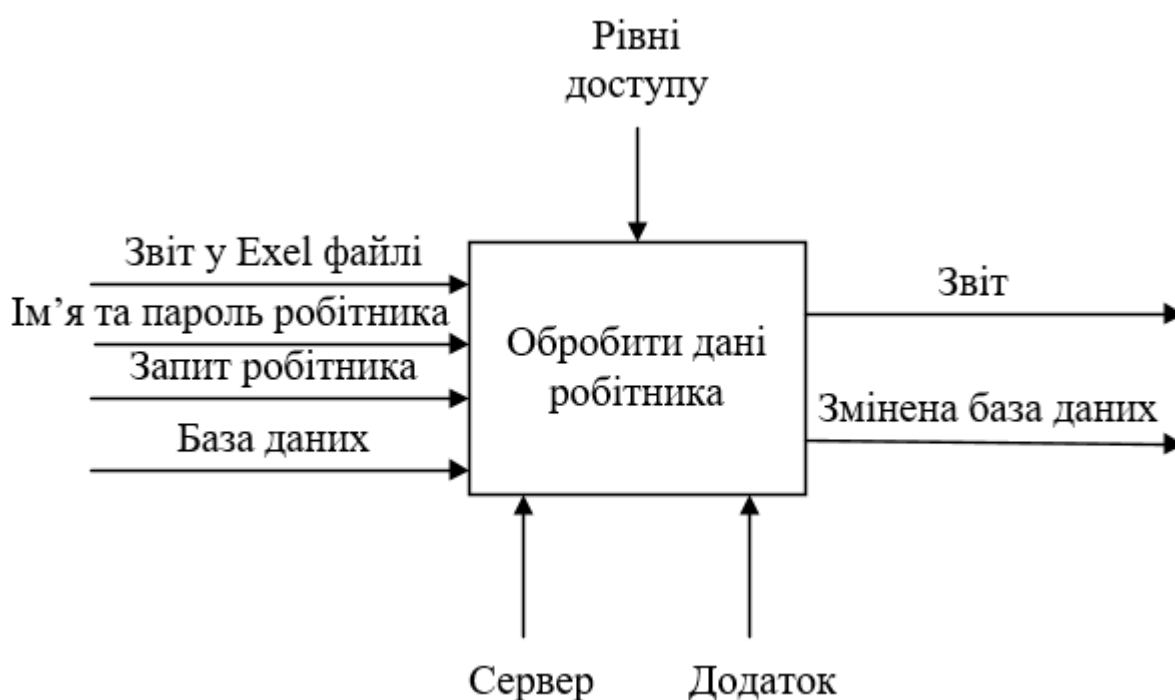 Рівні
доступу
Звіт у Exel файлі
Ім’я та пароль робітника
Запит робітника
База даних
Обробити дані
робітника
Звіт
Змінена база даних
Сервер
Додаток